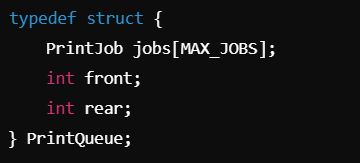 typedef struct {
    PrintJob jobs[MAX_JOBS];
    int front;
    int rear;
} PrintQueue;